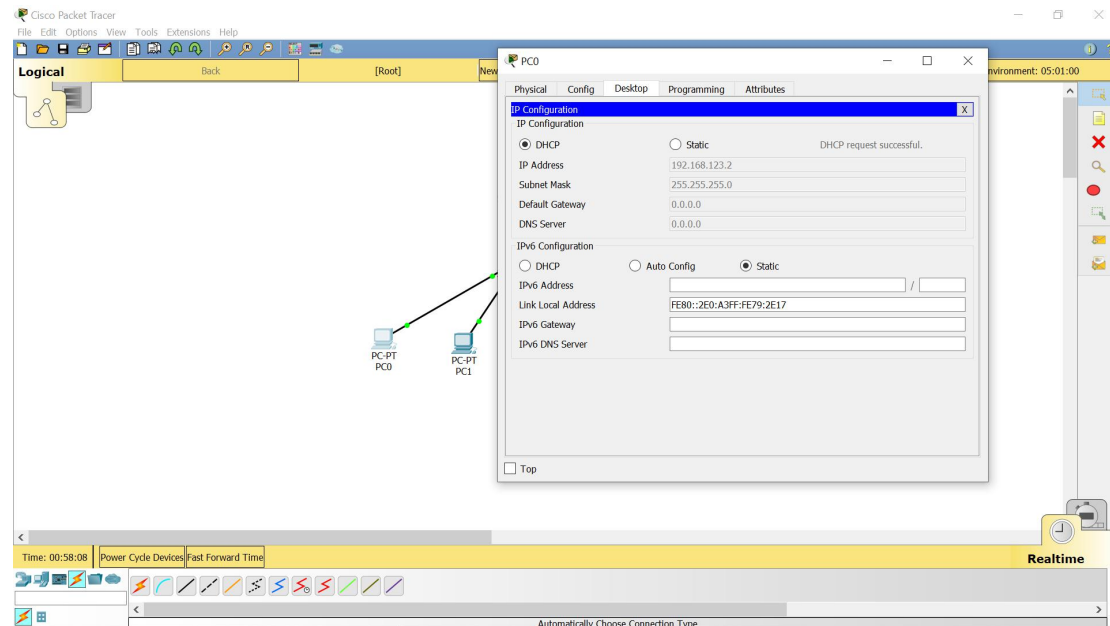 Cisco Packet Tracer
File Edit Options View Tools Extensions Help
Logical Back [Root] New
nvironment: 05:01:00
PC0
Physical Config Desktop Programming Attributes
IP Configuration X
IP Configuration
DHCP Static DHCP request successful.
IP Address 192.168.123.2
Subnet Mask 255.255.255.0
Default Gateway 0.0.0.0
DNS Server 0.0.0.0
IPv6 Configuration
DHCP Auto Config Static
IPv6 Address /
Link Local Address FE80::2E0:A3FF:FE79:2E17
IPv6 Gateway
IPv6 DNS Server
Top
PC-PT
PC0
PC-PT
PC1
Time: 00:58:08 Power Cycle Devices Fast Forward Time Realtime
Automatically Choose Connection Type